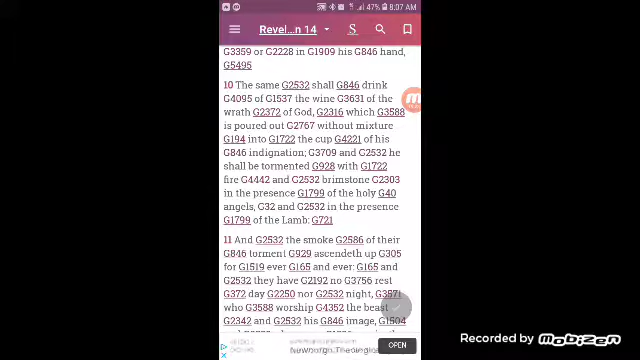 47% 8:07 AM
Revel...n 14
S
G3359 or G2228 in G1909 his G846 hand,
G5495
10 The same G2532 shall G846 drink
G4095 of G1537 the wine G3631 of the
wrath G2372 of God, G2316 which G3588
is poured out G2767 without mixture
G194 into G1722 the cup G4221 of his
G846 indignation; G3709 and G2532 he
shall be tormented G928 with G1722
fire G4442 and G2532 brimstone G2303
in the presence G1799 of the holy G40
angels, G32 and G2532 in the presence
G1799 of the Lamb: G721
11 And G2532 the smoke G2586 of their
G846 torment G929 ascendeth up G305
for G1519 ever G165 and ever: G165 and
G2532 they have G2192 no G3756 rest
G372 day G2250 nor G2532 night, G3571
who G3588 worship G4352 the beast
G2342 and G2532 his G846 image, G1504
OPEN
Recorded by MOBIZEN